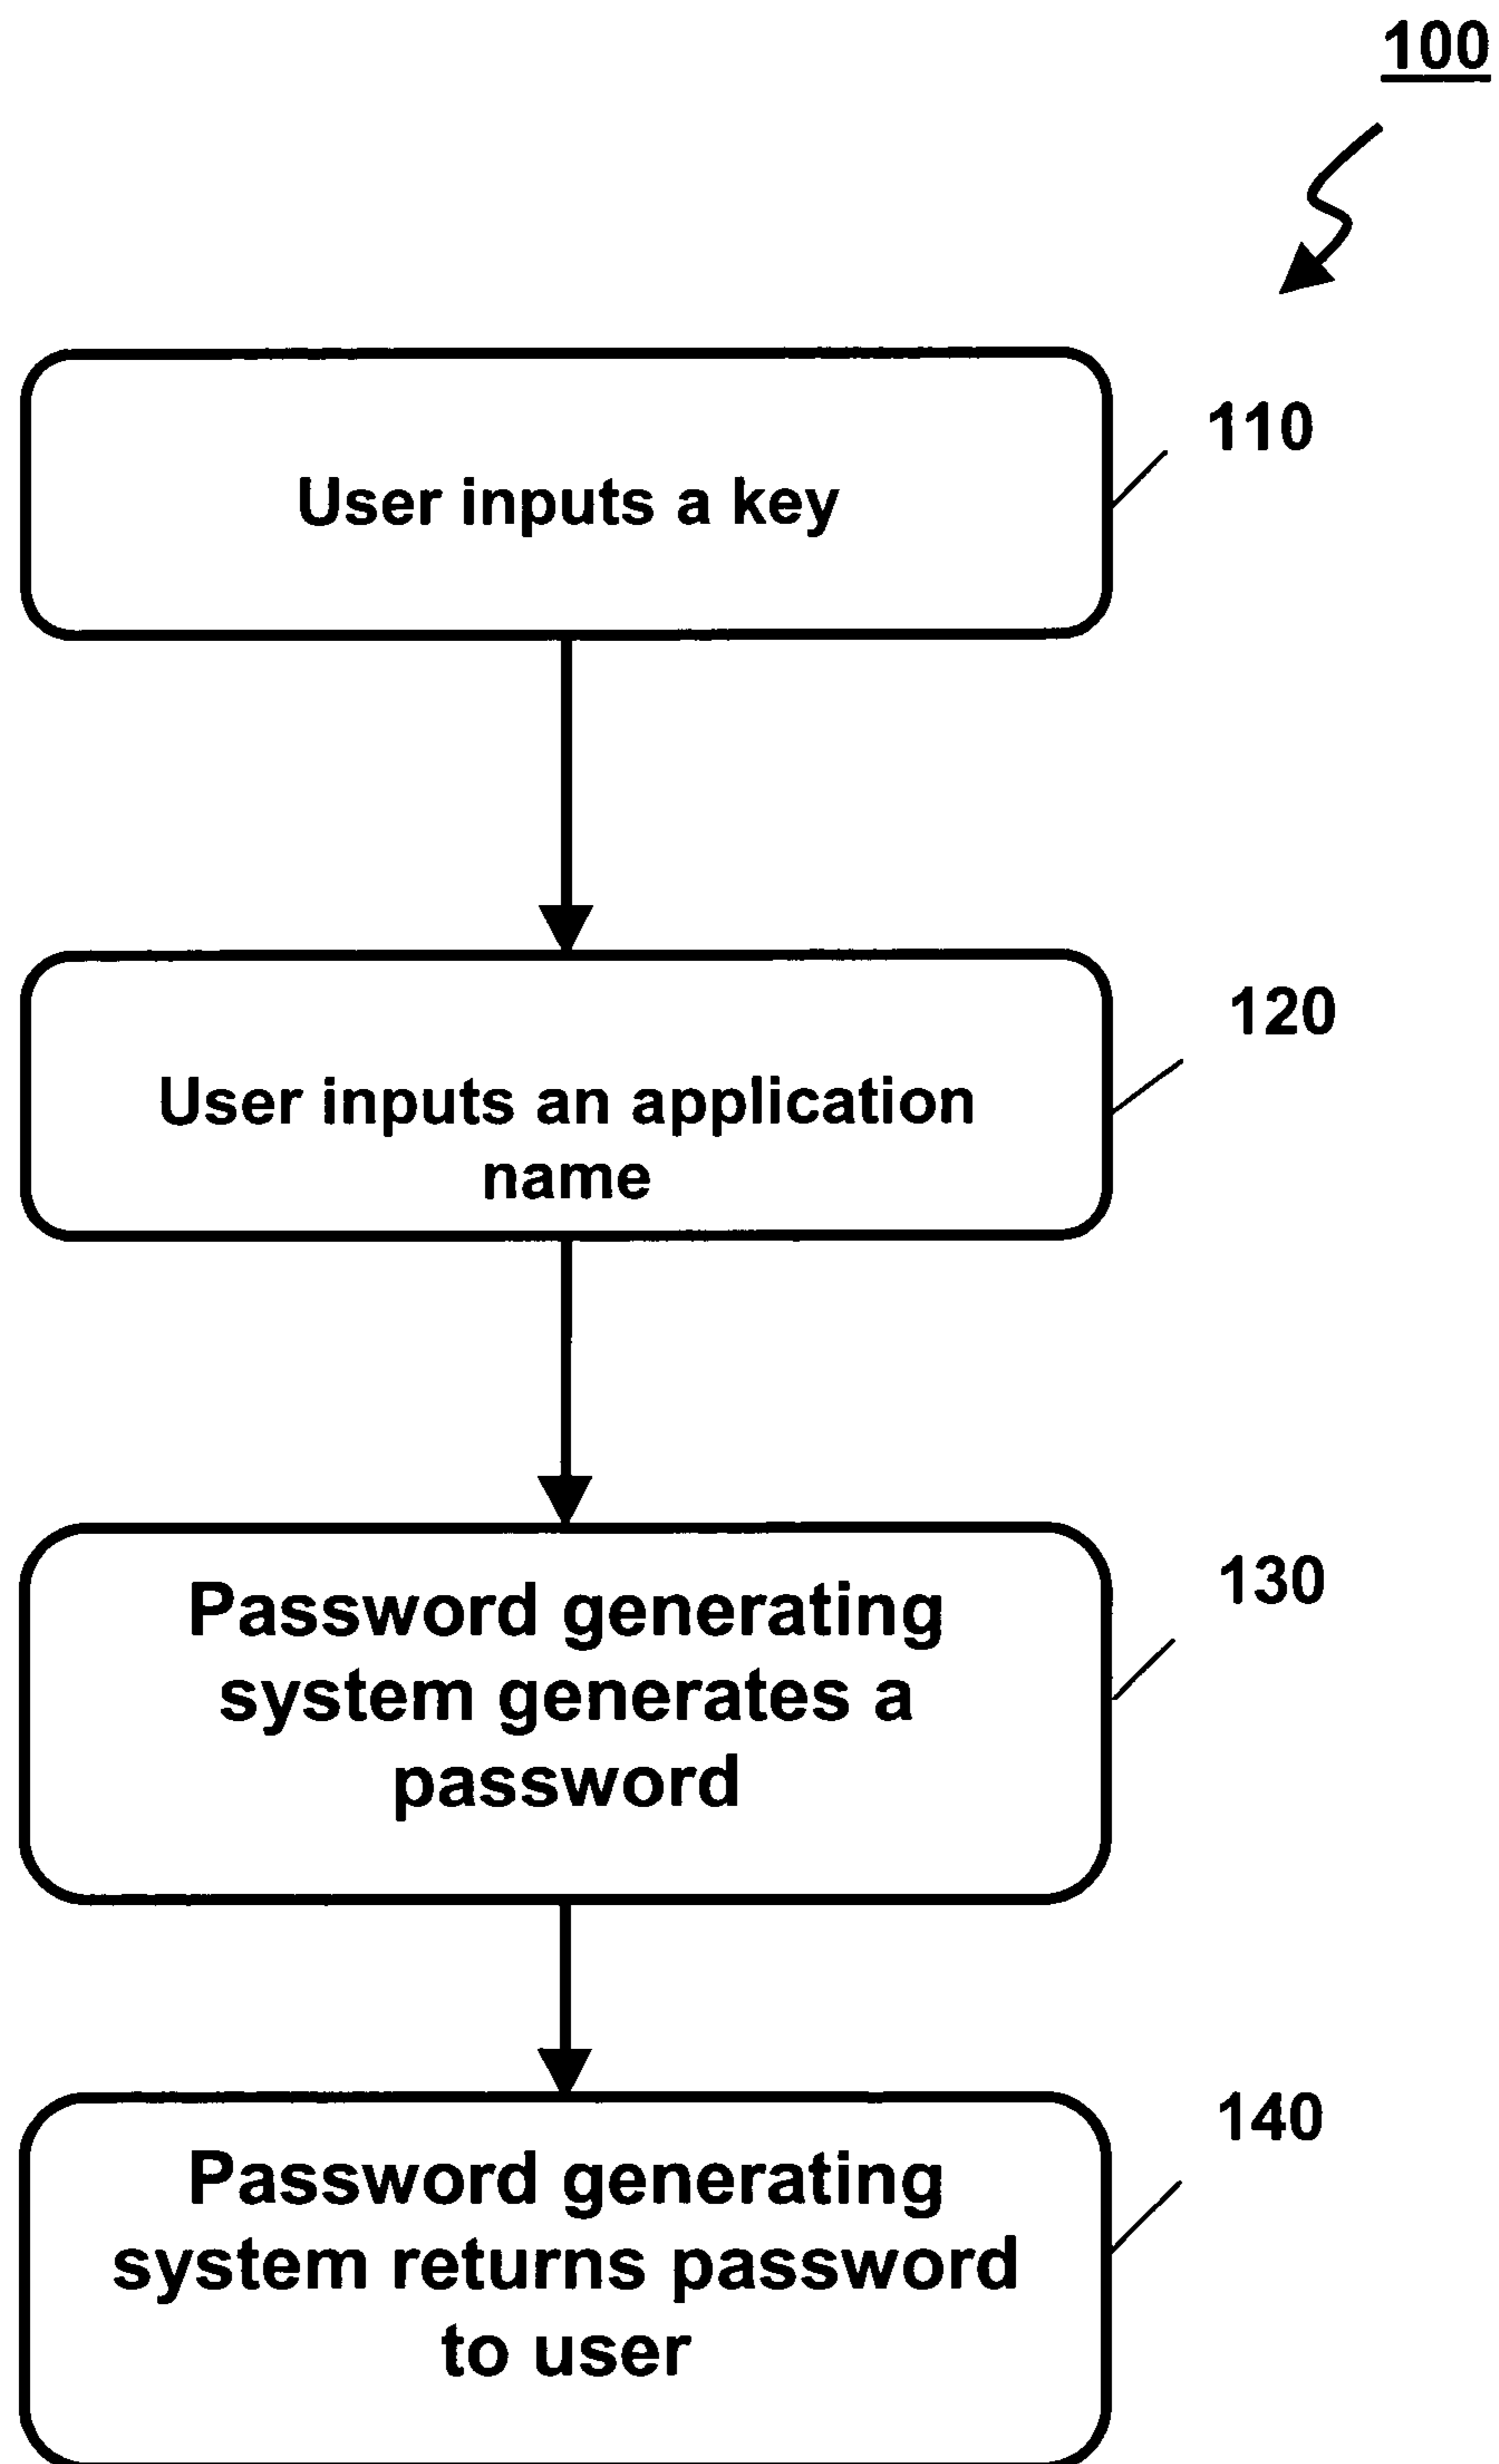 100
110
User inputs a key
120
User inputs an application
name
130
Password generating
system generates a
password
140
Password generating
system returns password
to user